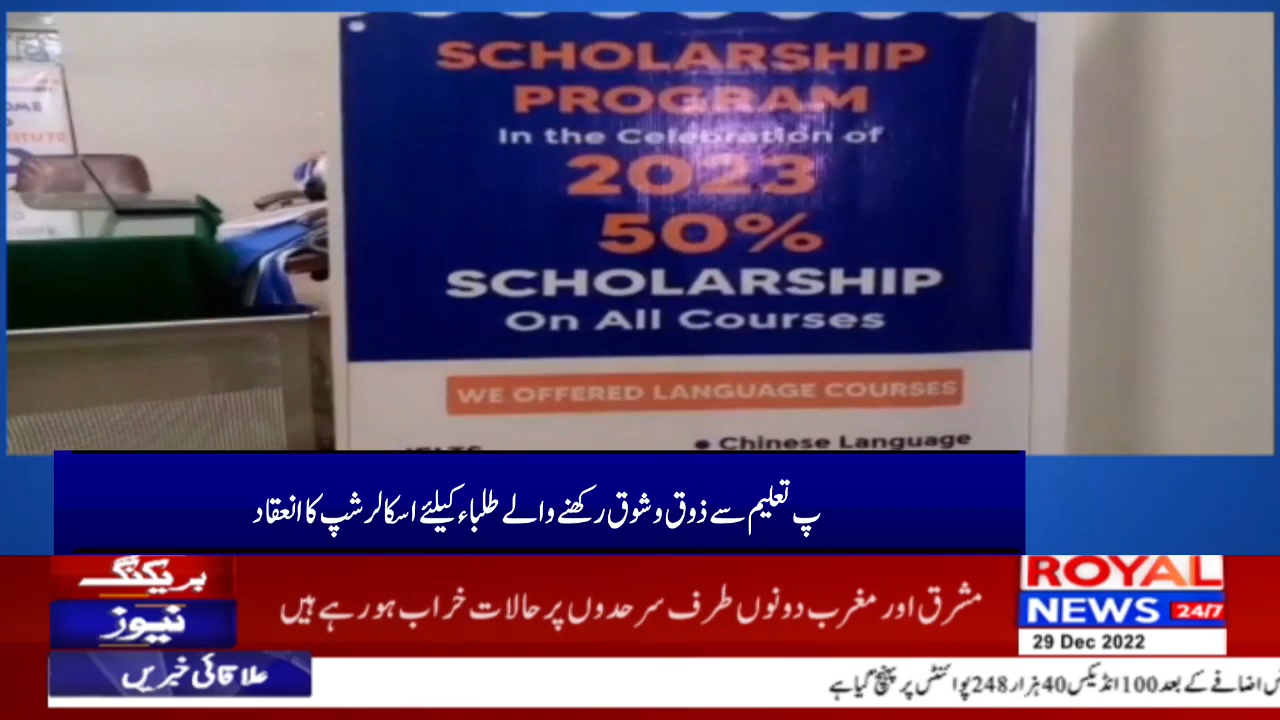 SCHOLARSHIP
PROGRAM
In the Celebration of
2023
50%
SCHOLARSHIP
On All Courses
WE OFFERED LANGUAGE COURSES
IELTS
• Chinese Language
پ تعلیم سے ذوق و شوق رکھنے والے طلباء کیلئے اسکالرشپ کا انعقاد
بریکنگ
نیوز
مشرق اور مغرب دونوں طرف سرحدوں پر حالات خراب ہو رہے ہیں
ROYAL
NEWS 24/7
29 Dec 2022
علاقائی خبریں
اضافے کے بعد 100 انڈیکس 40 ہزار 248 پوائنٹس پر پہنچ گیا ہے